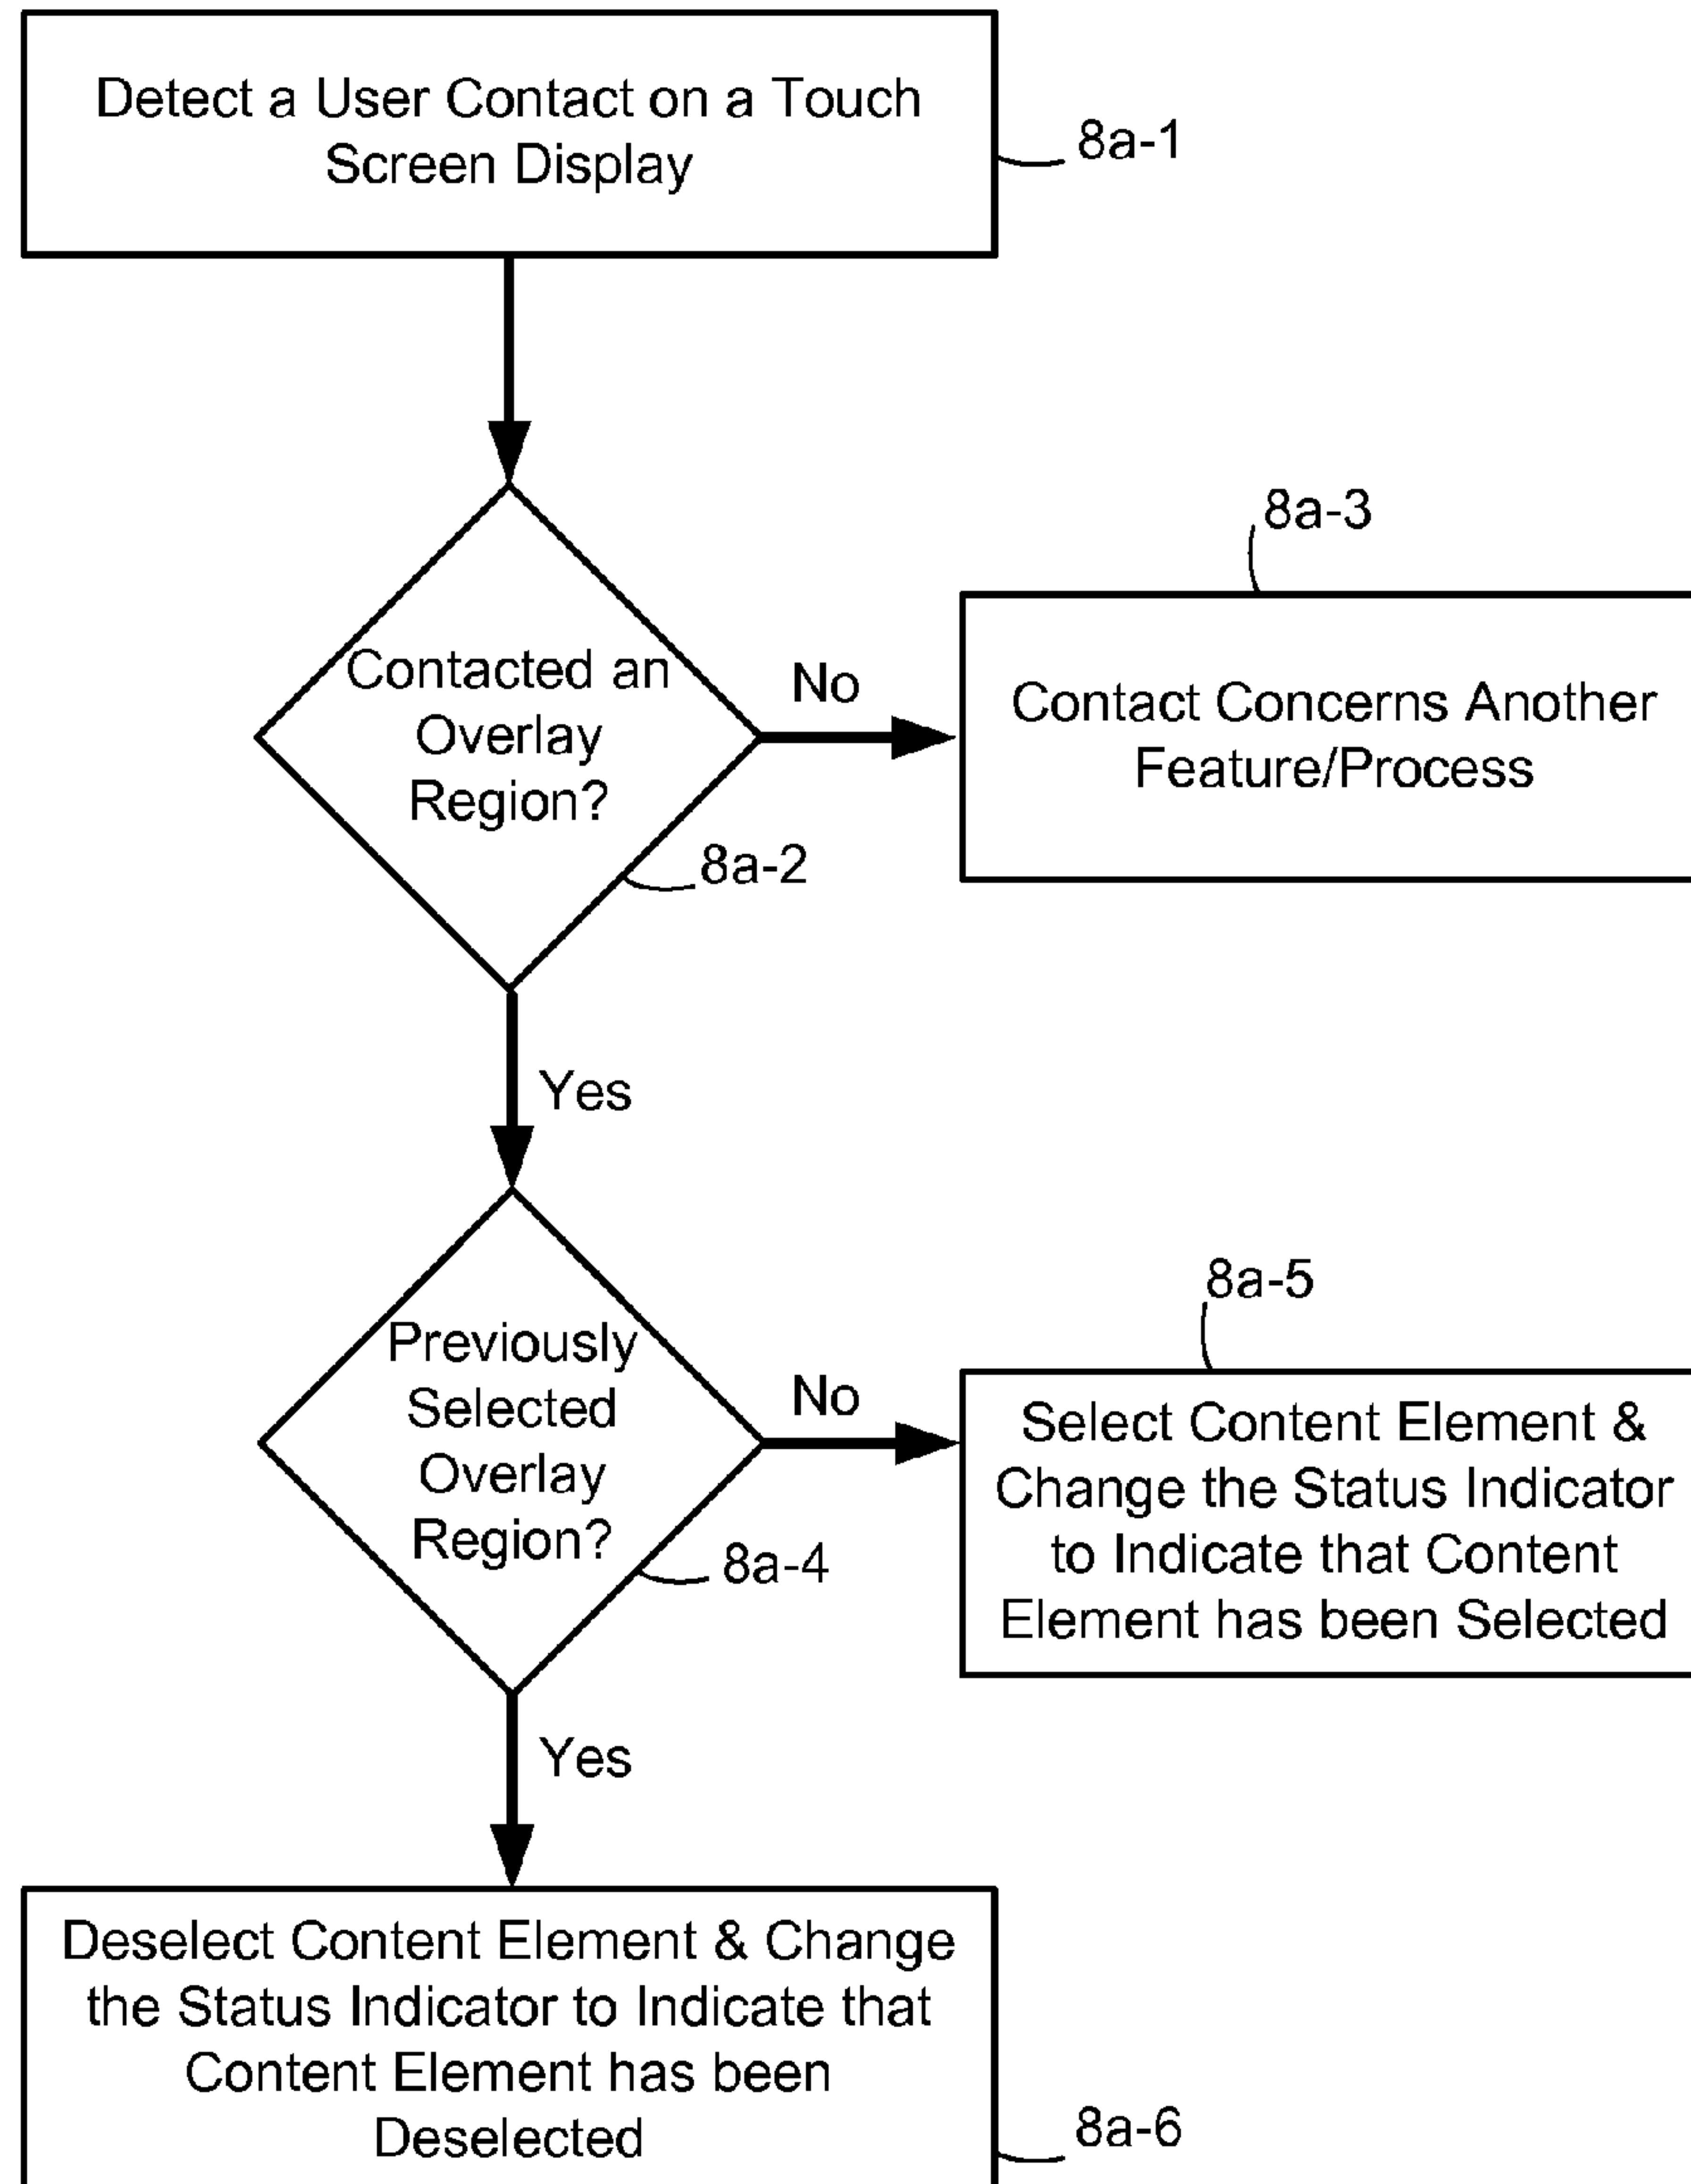 Detect a User Contact on a Touch
Screen Display
8a-1
8a-3
Contacted an
Overlay
Region?
No
Contact Concerns Another
Feature/Process
8a-2
Yes
8a-5
Previously
Selected
Overlay
Region?
No
Select Content Element &
Change the Status Indicator
to Indicate that Content
Element has been Selected
8a-4
Yes
Deselect Content Element & Change
the Status Indicator to Indicate that
Content Element has been
Deselected
8a-6